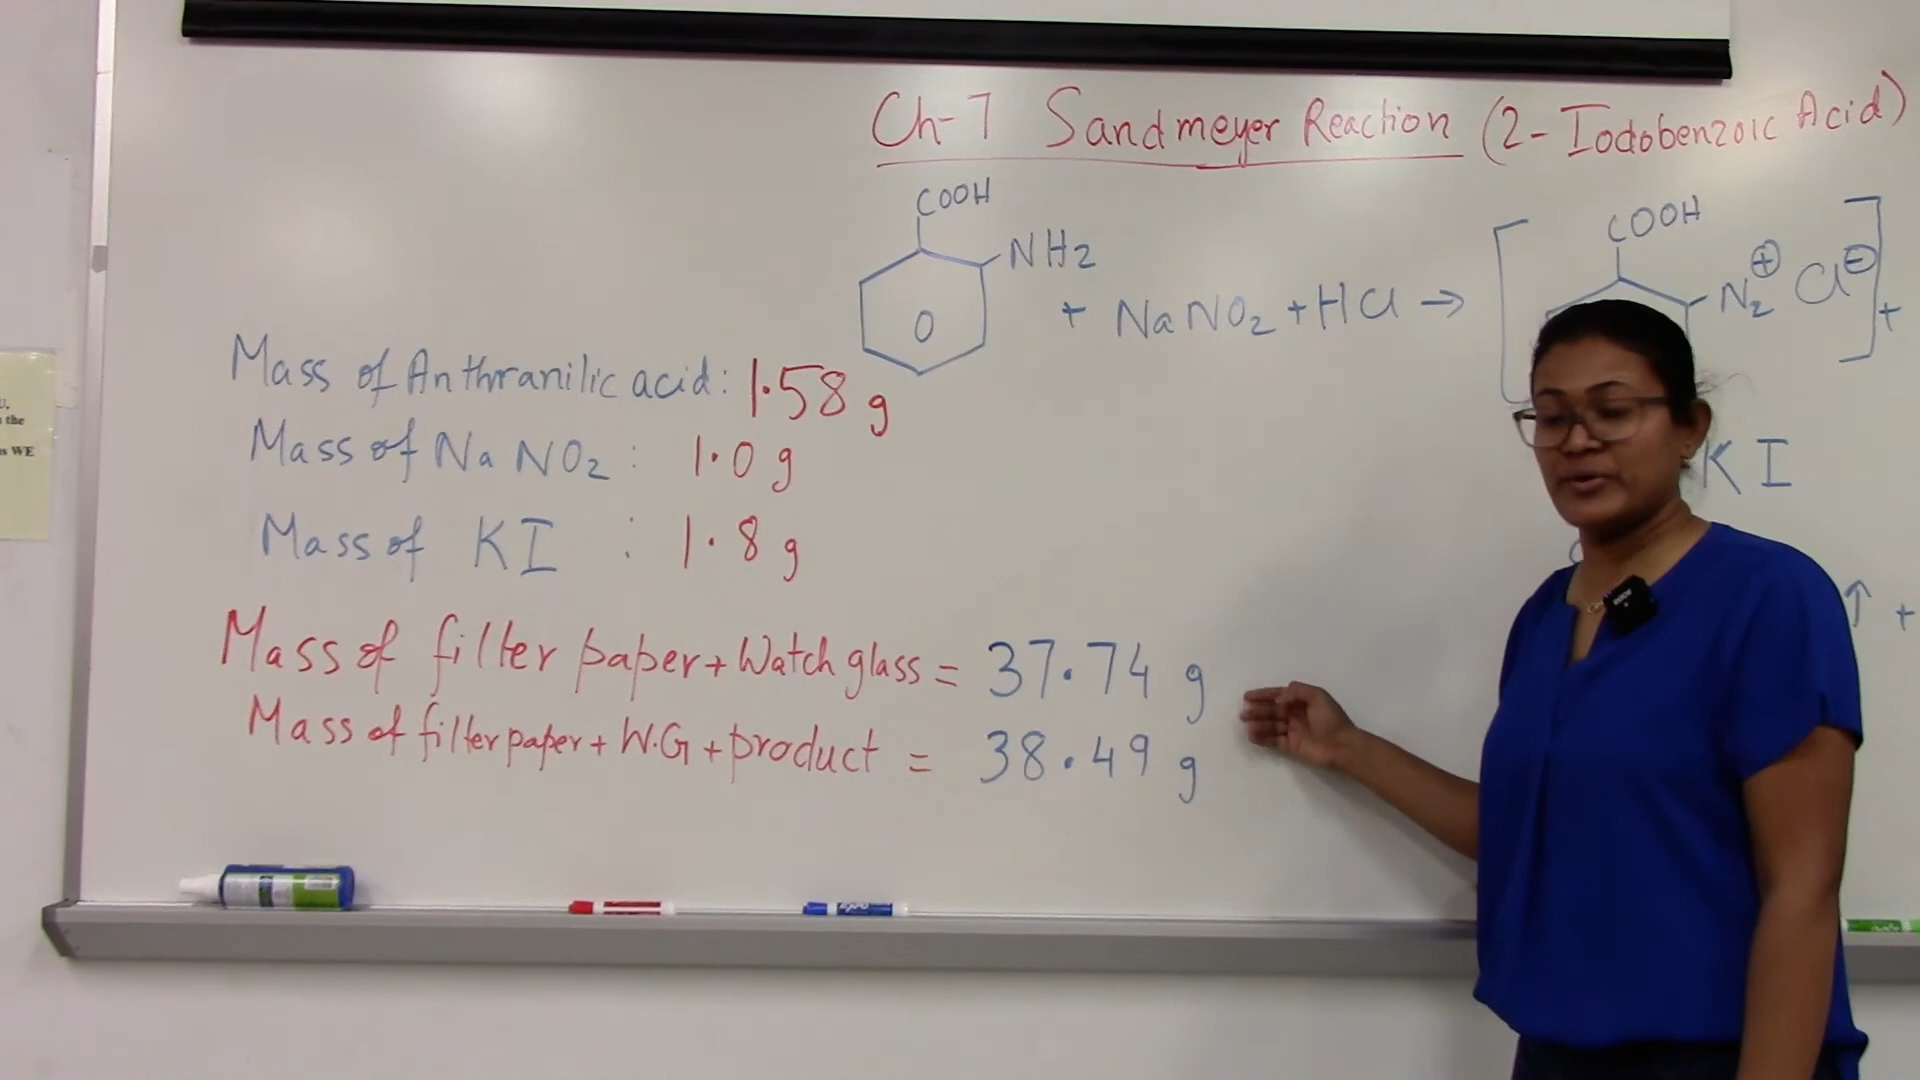 Ch-7 Sandmeyer Reaction (2-Iodobenzoic Acid)
COOH
NH2
+ NaNO2 + HCl →
COOH
N2⊕ Cl⊖
+
Mass of Anthranilic acid: 1.58 g
Mass of NaNO2 : 1.0 g
KI
Mass of KI : 1.8 g
↑ +
Mass of filter paper + Watch glass = 37.74 g
Mass of filter paper + W.G + product = 38.49 g
the
WE